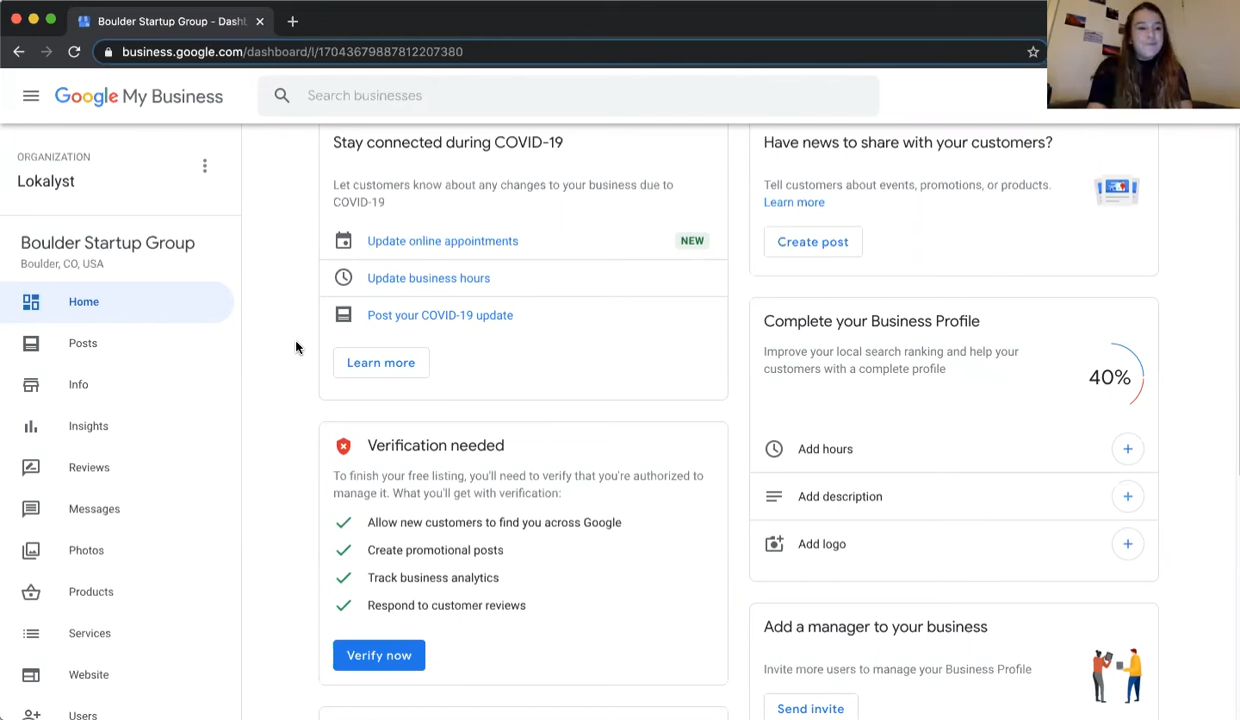 Boulder Startup Group - Dashb
business.google.com/dashboard/l/17043679887812207380
Google My Business
Search businesses
ORGANIZATION
Lokalyst
Boulder Startup Group
Boulder, CO, USA
Home
Posts
Info
Insights
Reviews
Messages
Photos
Products
Services
Website
Users
Stay connected during COVID-19
Let customers know about any changes to your business due to
COVID-19
Update online appointments
NEW
Update business hours
Post your COVID-19 update
Learn more
Verification needed
To finish your free listing, you'll need to verify that you're authorized to
manage it. What you'll get with verification:
Allow new customers to find you across Google
Create promotional posts
Track business analytics
Respond to customer reviews
Verify now
Have news to share with your customers?
Tell customers about events, promotions, or products.
Learn more
Create post
Complete your Business Profile
Improve your local search ranking and help your
customers with a complete profile
40%
Add hours
Add description
Add logo
Add a manager to your business
Invite more users to manage your Business Profile
Send invite